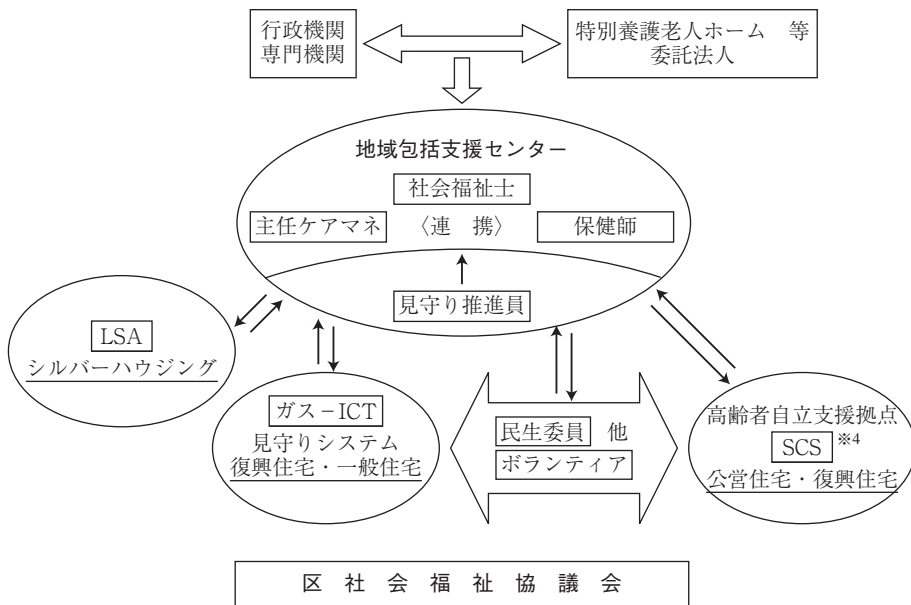 行政機関
専門機関
特別養護老人ホーム　等
委託法人
地域包括支援センター
社会福祉士
主任ケアマネ
〈連　携〉
保健師
見守り推進員
LSA
シルバーハウジング
ガス－ICT
見守りシステム
復興住宅・一般住宅
民生委員　他
ボランティア
高齢者自立支援拠点
SCS ※4
公営住宅・復興住宅
区　社　会　福　祉　協　議　会